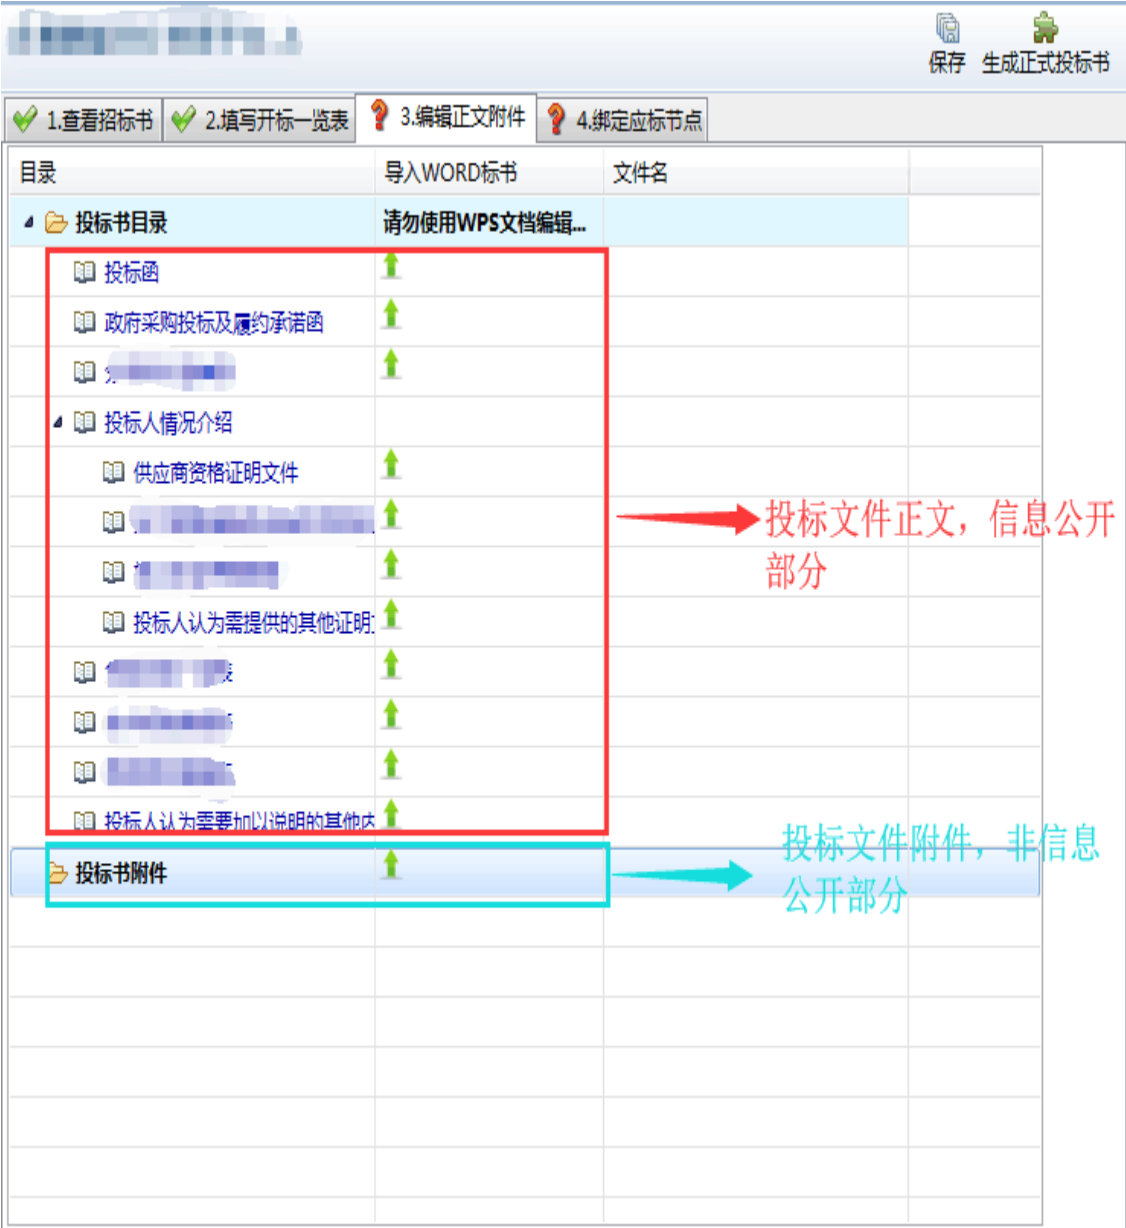 保存 生成正式投标书
1.查看招标书 2.填写开标一览表 3.编辑正文附件 4.绑定应标节点
目录 导入WORD标书 文件名
投标书目录 请勿使用WPS文档编辑...
投标函
政府采购投标及履约承诺函
投标人情况介绍
供应商资格证明文件
投标文件正文，信息公开
部分
投标人认为需提供的其他证明
投标人认为需要加以说明的其他内
投标文件附件，非信息
公开部分
投标书附件